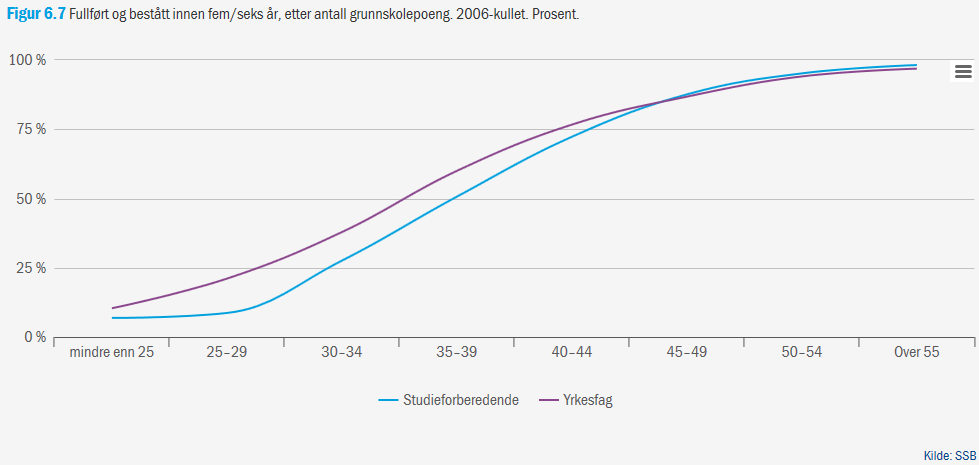 Figur 6.7 Fullført og bestått innen fem/seks år, etter antall grunnskolepoeng. 2006-kullet. Prosent.
100 %
75 %
50 %
25 %
0 %
mindre enn 25 25–29 30–34 35–39 40–44 45–49 50–54 Over 55
Studieforberedende Yrkesfag
Kilde: SSB